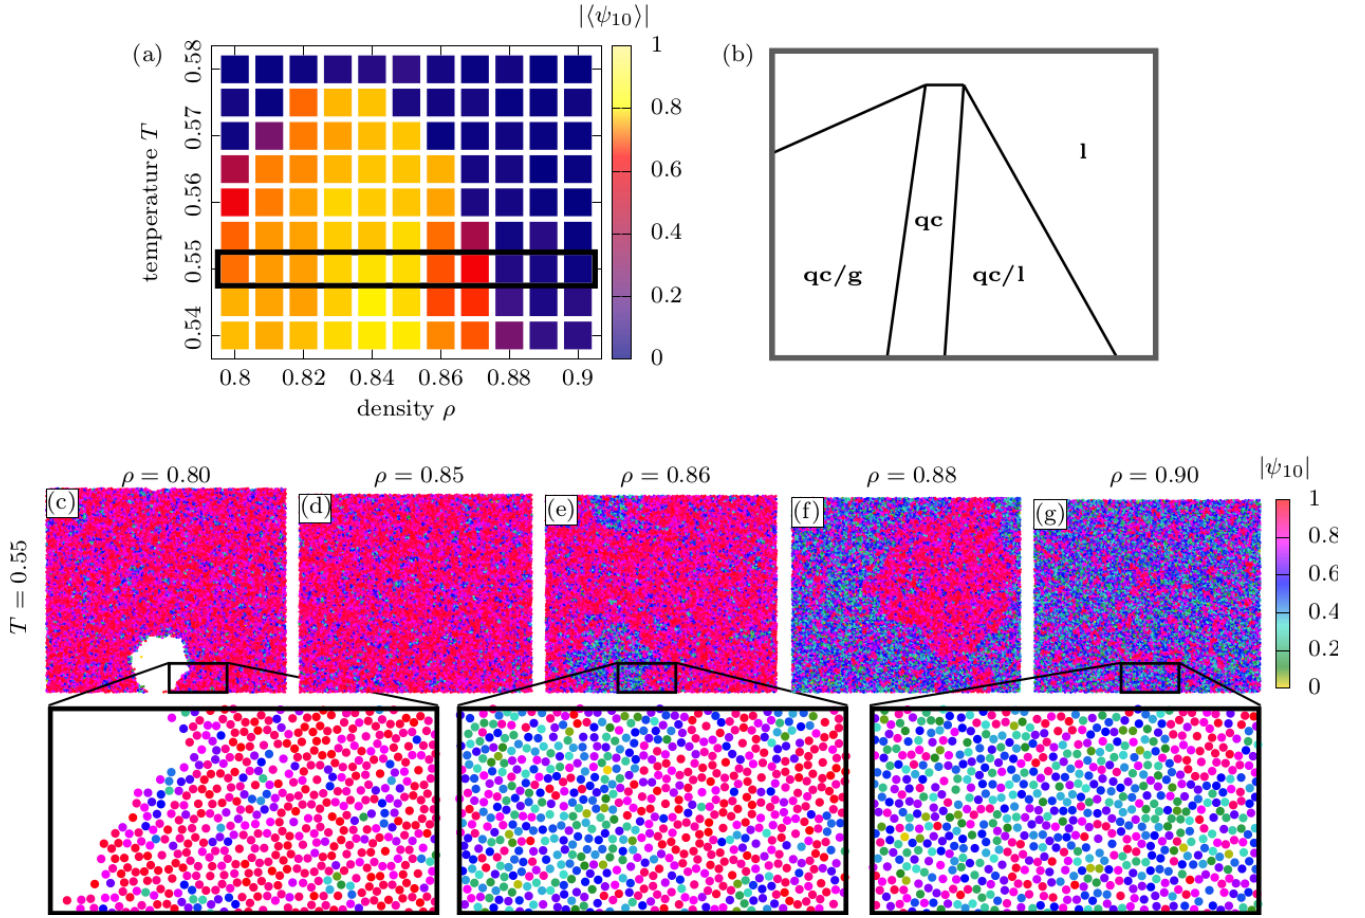 |⟨ψ10⟩|
(a)
temperature T
0.58
0.57
0.56
0.55
0.54
0.8 0.82 0.84 0.86 0.88 0.9
density ρ
1
0.8
0.6
0.4
0.2
0
(b)
l
qc
qc/g
qc/l
ρ = 0.80 ρ = 0.85 ρ = 0.86 ρ = 0.88 ρ = 0.90
|ψ10|
T = 0.55
(c) (d) (e) (f) (g)
1
0.8
0.6
0.4
0.2
0